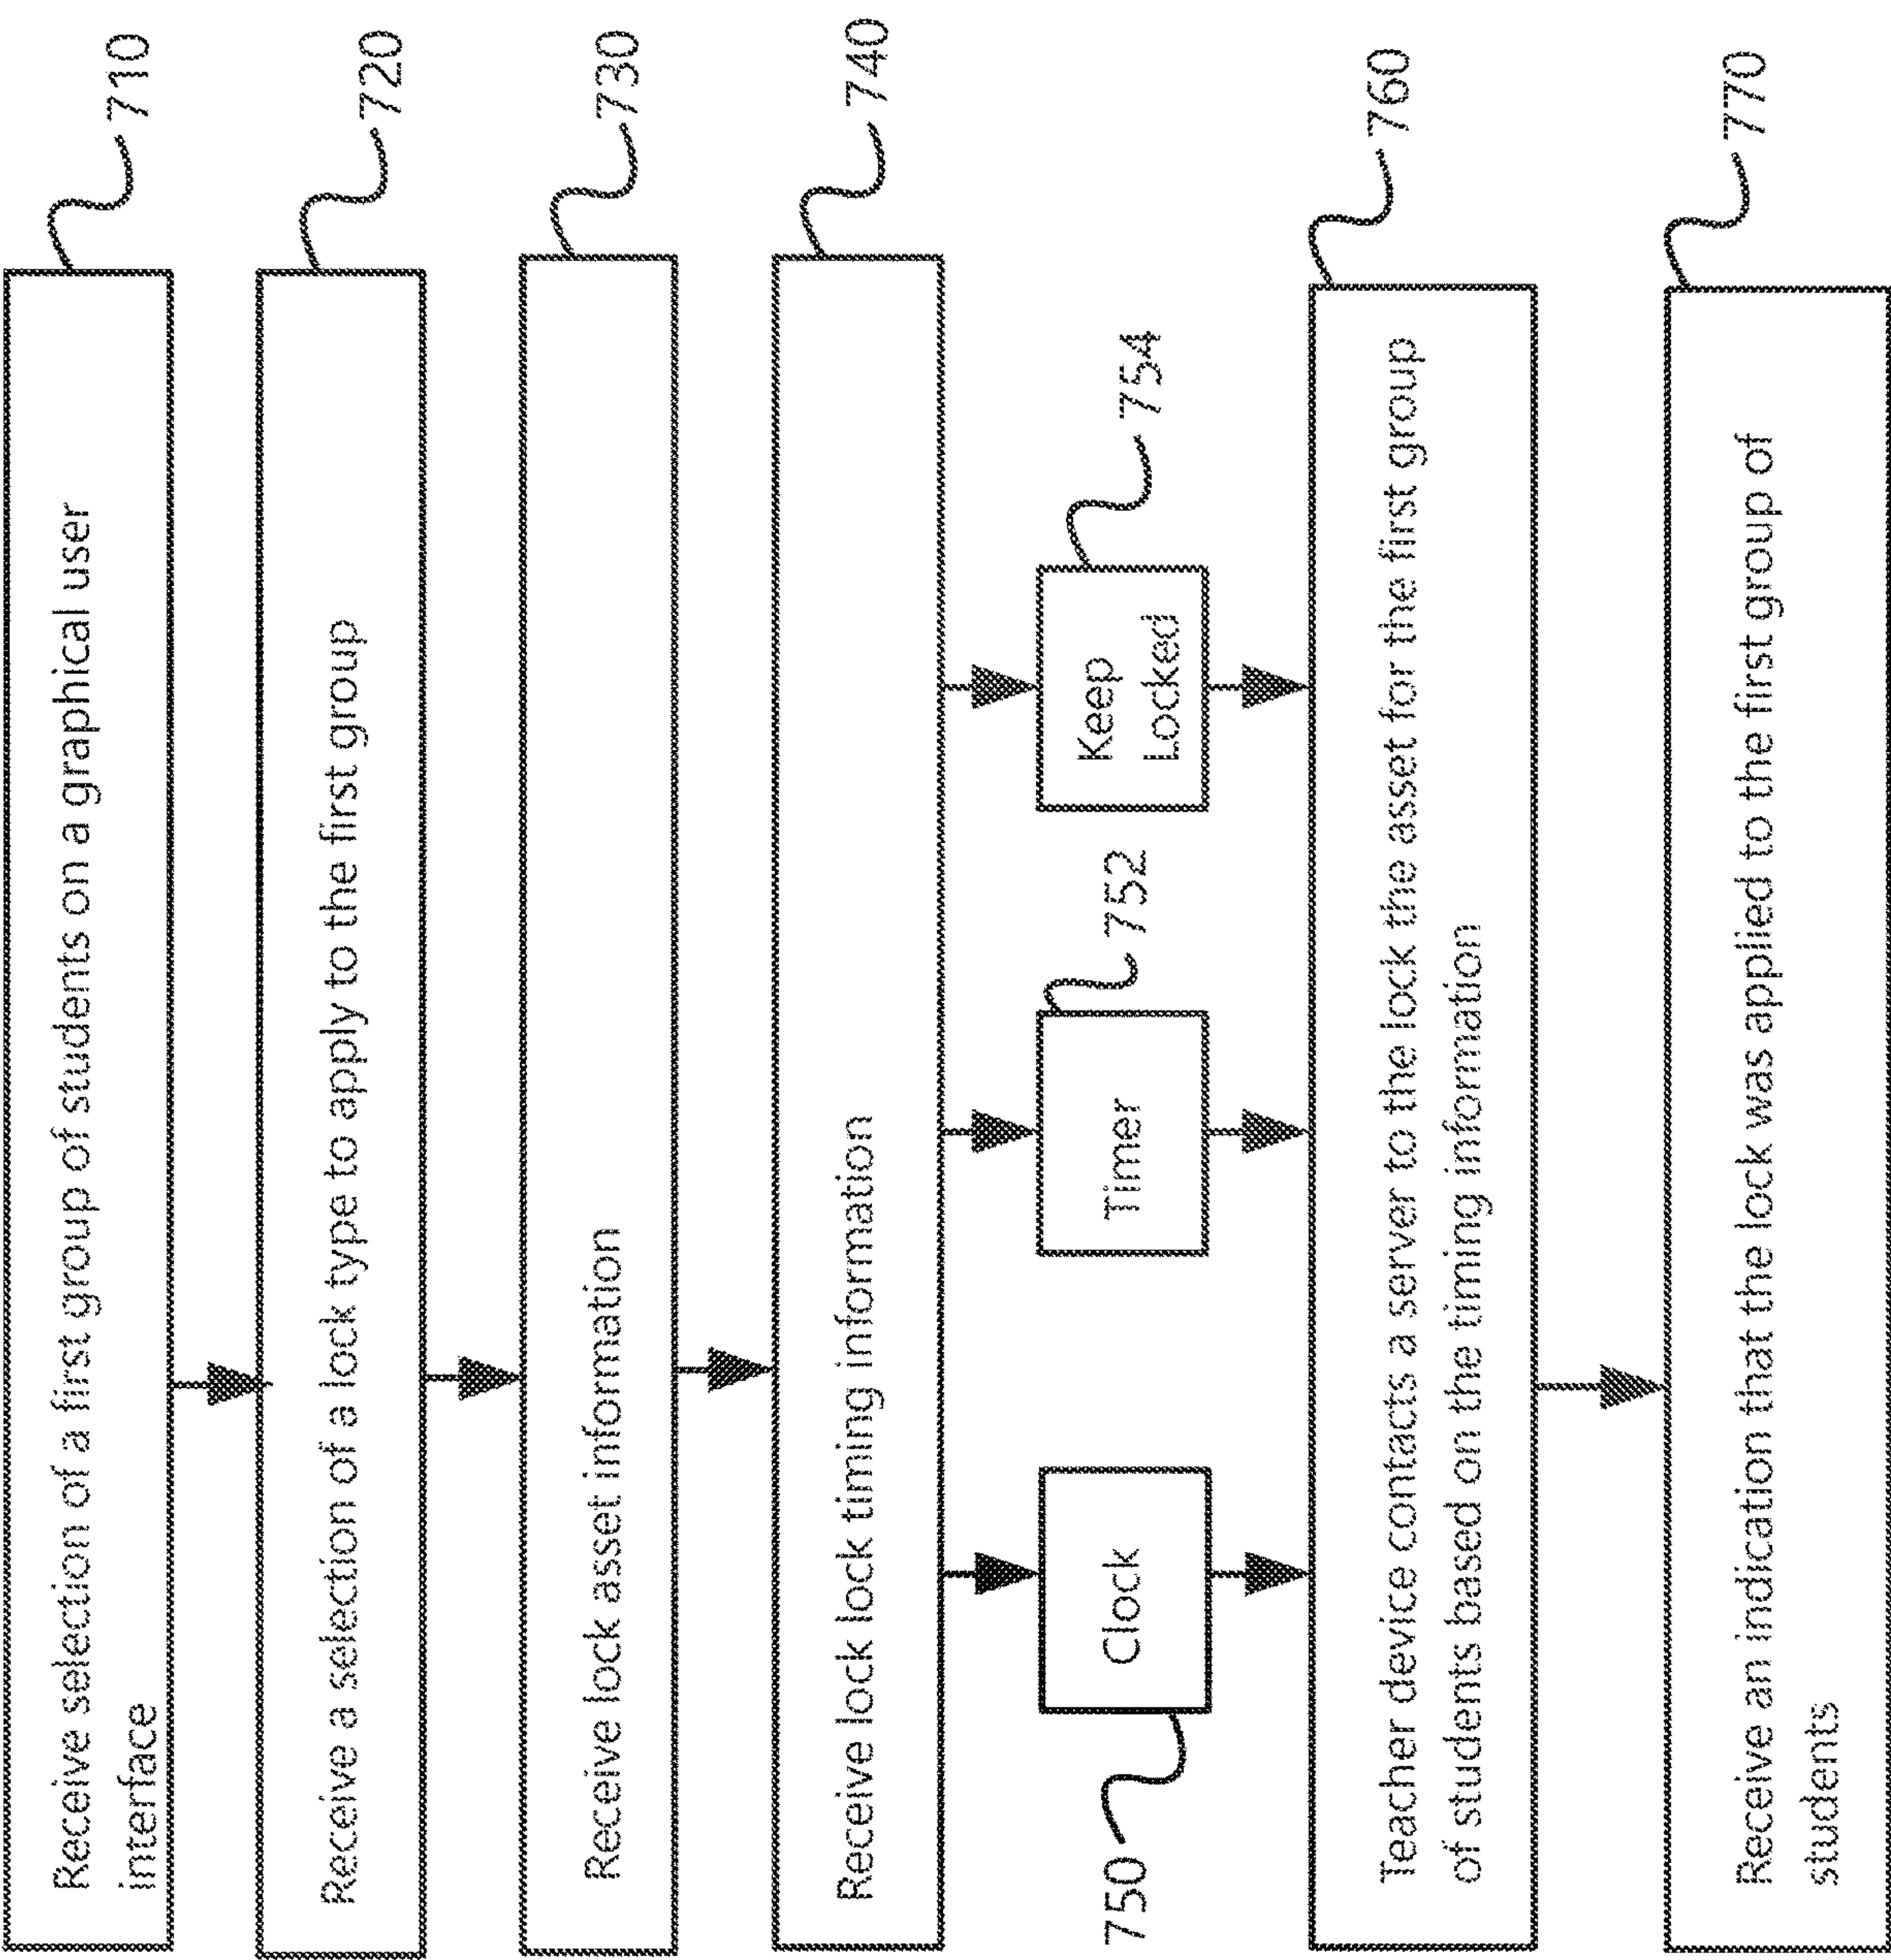 Receive selection of a first group of students on a graphical user
interface
710
Receive a selection of a lock type to apply to the first group
720
Receive lock asset information
730
Receive lock lock timing information
740
750
Clock
Timer
752
Keep
Locked
754
Teacher device contacts a server to the lock the asset for the first group
of students based on the timing information
760
Receive an indication that the lock was applied to the first group of
students
770